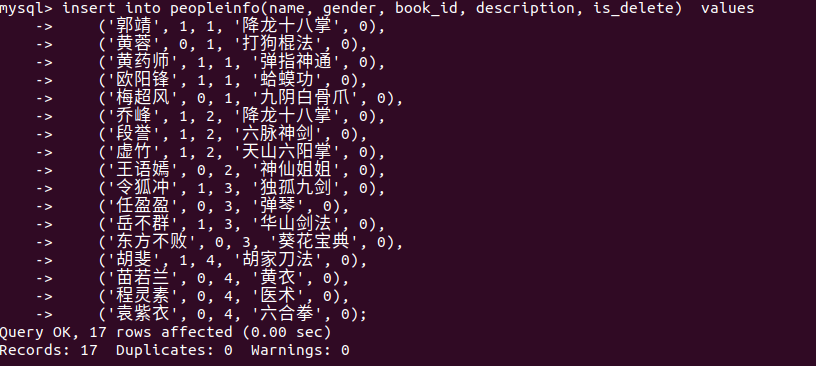 mysql> insert into peopleinfo(name, gender, book_id, description, is_delete)  values
    ->     ('郭靖', 1, 1, '降龙十八掌', 0),
    ->     ('黄蓉', 0, 1, '打狗棍法', 0),
    ->     ('黄药师', 1, 1, '弹指神通', 0),
    ->     ('欧阳锋', 1, 1, '蛤蟆功', 0),
    ->     ('梅超风', 0, 1, '九阴白骨爪', 0),
    ->     ('乔峰', 1, 2, '降龙十八掌', 0),
    ->     ('段誉', 1, 2, '六脉神剑', 0),
    ->     ('虚竹', 1, 2, '天山六阳掌', 0),
    ->     ('王语嫣', 0, 2, '神仙姐姐', 0),
    ->     ('令狐冲', 1, 3, '独孤九剑', 0),
    ->     ('任盈盈', 0, 3, '弹琴', 0),
    ->     ('岳不群', 1, 3, '华山剑法', 0),
    ->     ('东方不败', 0, 3, '葵花宝典', 0),
    ->     ('胡斐', 1, 4, '胡家刀法', 0),
    ->     ('苗若兰', 0, 4, '黄衣', 0),
    ->     ('程灵素', 0, 4, '医术', 0),
    ->     ('袁紫衣', 0, 4, '六合拳', 0);
Query OK, 17 rows affected (0.00 sec)
Records: 17  Duplicates: 0  Warnings: 0